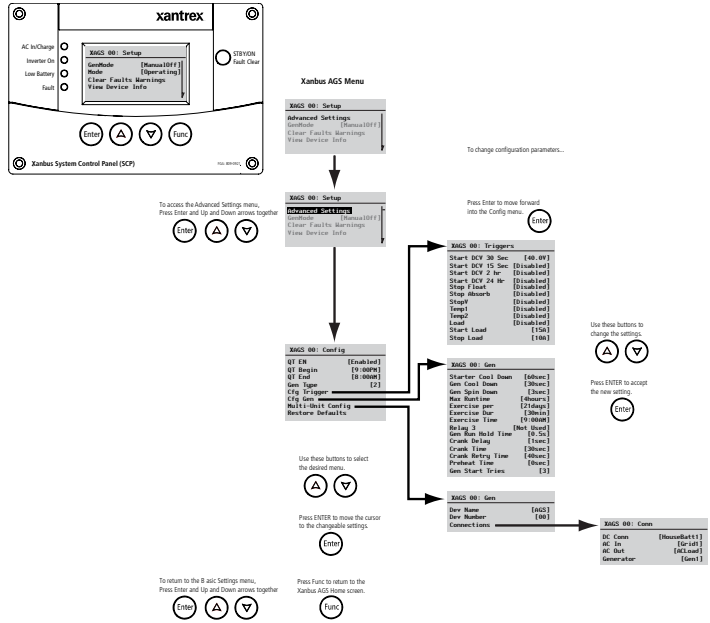 xantrex
AC In/Charge
Inverter On
Low Battery
Fault
XAGS 00: Setup
GenMode [ManualOff]
Mode [Operating]
Clear Faults Warnings
View Device Info
STBY/ON
Fault Clear
Enter
Func
Xanbus System Control Panel (SCP)
Xanbus AGS Menu
XAGS 00: Setup
Advanced Settings
GenMode [ManualOff]
Clear Faults Warnings
View Device Info
To change configuration parameters...
To access the Advanced Settings menu,
Press Enter and Up and Down arrows together
Enter
XAGS 00: Setup
Advanced Settings
GenMode [ManualOff]
Clear Faults Warnings
View Device Info
Press Enter to move forward
into the Config menu.
Enter
XAGS 00: Triggers
Start DCV 30 Sec [40.0V]
Start DCV 15 Sec [Disabled]
Start DCV 2 hr [Disabled]
Start DCV 24 Hr [Disabled]
Stop Float [Disabled]
Stop Absorb [Disabled]
StopV [Disabled]
Temp1 [Disabled]
Temp2 [Disabled]
Load [Disabled]
Start Load [15A]
Stop Load [10A]
Use these buttons to
change the settings.
Press ENTER to accept
the new setting.
Enter
XAGS 00: Config
QT EN [Enabled]
QT Begin [9:00PM]
QT End [8:00AM]
Gen Type [2]
Cfg Trigger
Cfg Gen
Multi-Unit Config
Restore Defaults
XAGS 00: Gen
Starter Cool Down [60sec]
Gen Cool Down [30sec]
Gen Spin Down [3sec]
Max Runtime [4hours]
Exercise per [21days]
Exercise Dur [30min]
Exercise Time [9:00AM]
Relay 3 [Not Used]
Gen Run Hold Time [0.5s]
Crank Delay [1sec]
Crank Time [30sec]
Crank Retry Time [40sec]
Preheat Time [0sec]
Gen Start Tries [3]
Use these buttons to select
the desired menu.
Press ENTER to move the cursor
to the changeable settings.
Enter
XAGS 00: Gen
Dev Name [AGS]
Dev Number [00]
Connections
XAGS 00: Conn
DC Conn [HouseBatt1]
AC In [Grid1]
AC Out [ACLoad]
Generator [Gen1]
To return to the B asic Settings menu,
Press Enter and Up and Down arrows together
Enter
Press Func to return to the
Xanbus AGS Home screen.
Func